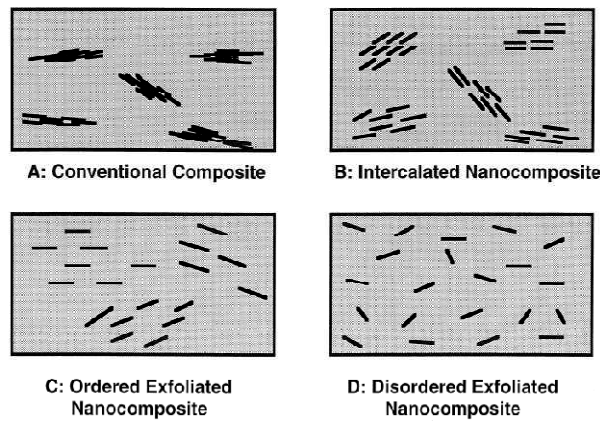 A: Conventional Composite
B: Intercalated Nanocomposite
C: Ordered Exfoliated
Nanocomposite
D: Disordered Exfoliated
Nanocomposite